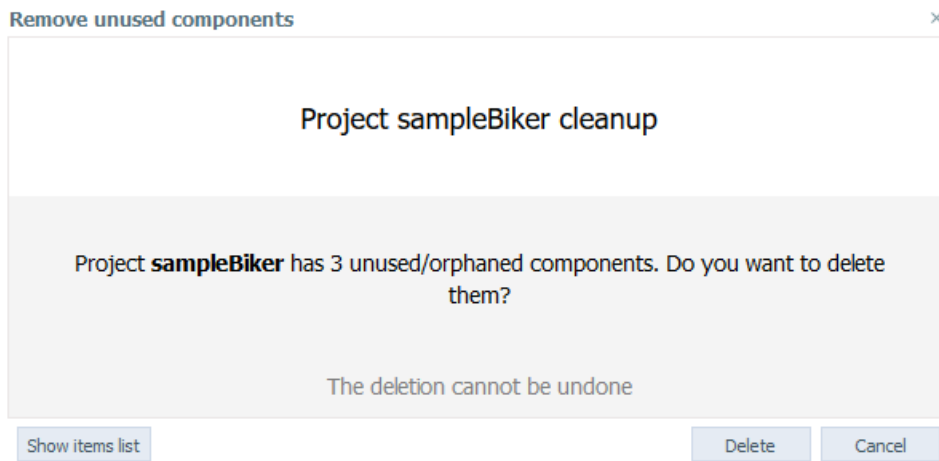 Remove unused components
Project sampleBiker cleanup
Project sampleBiker has 3 unused/orphaned components. Do you want to delete
them?
The deletion cannot be undone
Show items list
Delete
Cancel